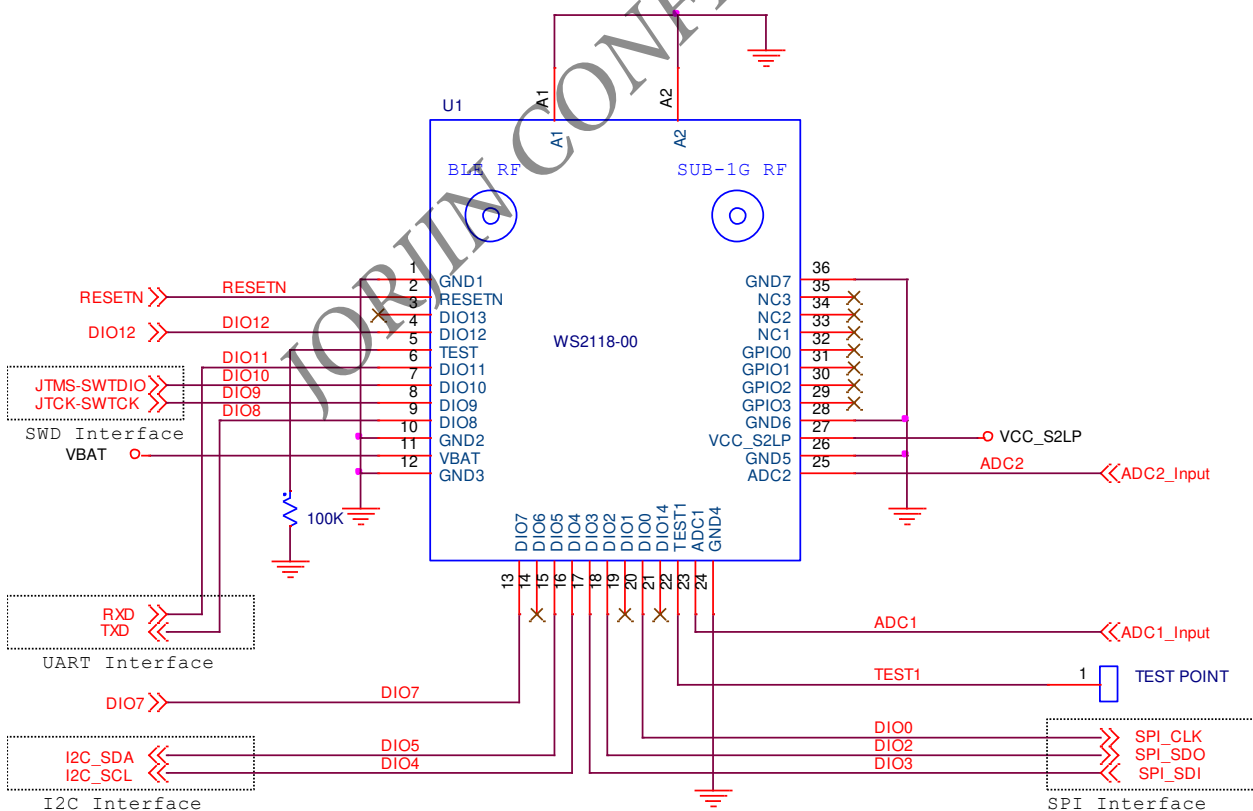 JORJIN CONF
A1
A2
U1
A1
A2
BLE RF
SUB-1G RF
WS2118-00
RESETN
RESETN
DIO12
DIO12
DIO11
JTMS-SWTDIO
DIO10
JTCK-SWTCK
DIO9
DIO8
SWD Interface
VBAT
100K
1 GND1
2 RESETN
3 DIO13
4 DIO12
5 TEST
6 DIO11
7 DIO10
8 DIO9
9 DIO8
10 GND2
11 VBAT
12 GND3
GND7 36
NC3 35
NC2 34
NC1 33
GPIO0 32
GPIO1 31
GPIO2 30
GPIO3 29
GND6 28
VCC_S2LP 27
GND5 26
ADC2 25
VCC_S2LP
ADC2
ADC2_Input
DIO7
DIO6
DIO5
DIO4
DIO3
DIO2
DIO1
DIO0
DIO14
TEST1
ADC1
GND4
13
14
15
16
17
18
19
20
21
22
23
24
RXD
TXD
UART Interface
ADC1
ADC1_Input
TEST1
1
TEST POINT
DIO7
DIO7
I2C_SDA
DIO5
I2C_SCL
DIO4
I2C Interface
DIO0
SPI_CLK
DIO2
SPI_SDO
DIO3
SPI_SDI
SPI Interface